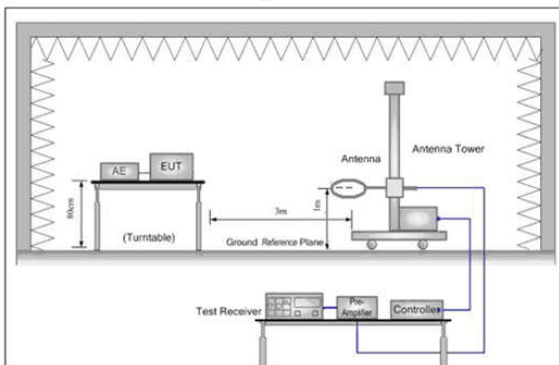 Antenna
Antenna Tower
AE
EUT
80cm
(Turntable)
3m
1m
Ground Reference Plane
Test Receiver
Pre-
Amplifier
Controller